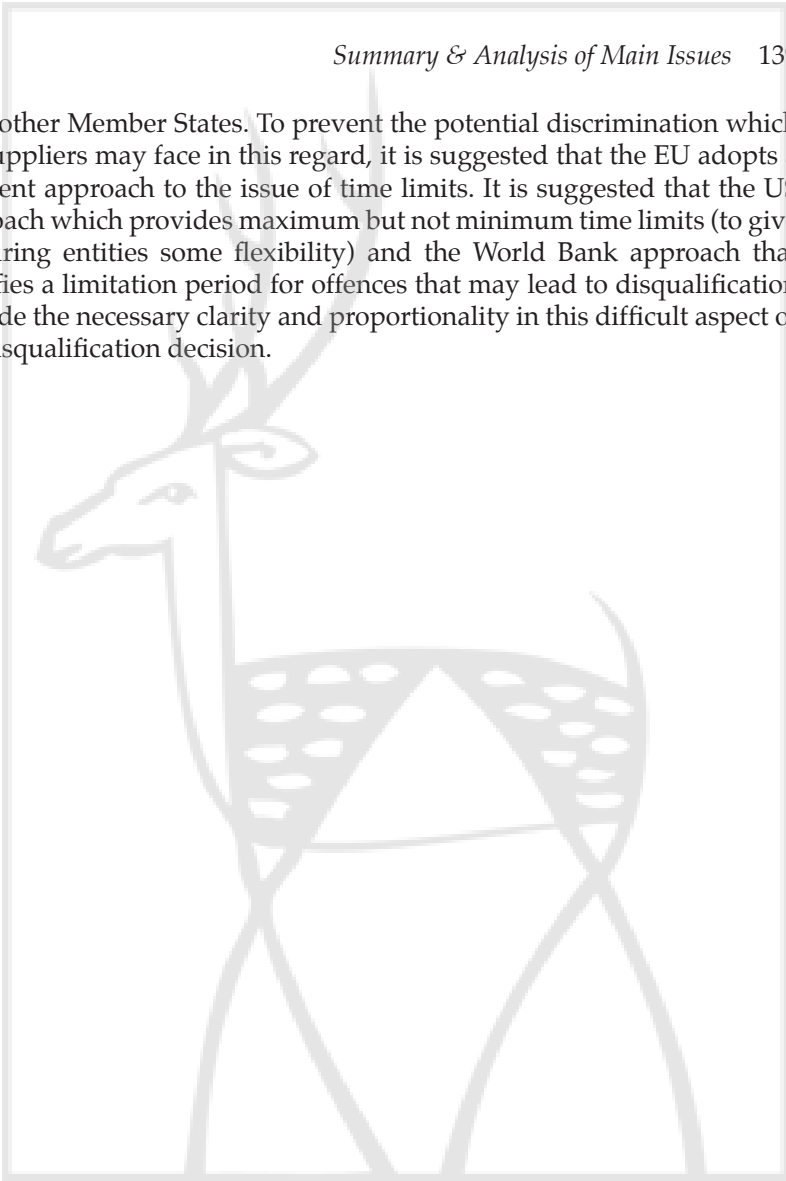 Summary & Analysis of Main Issues 139
other Member States. To prevent the potential discrimination which
uppliers may face in this regard, it is suggested that the EU adopts
ent approach to the issue of time limits. It is suggested that the US
oach which provides maximum but not minimum time limits (to giv
ring entities some flexibility) and the World Bank approach tha
fies a limitation period for offences that may lead to disqualification
de the necessary clarity and proportionality in this difficult aspect o
isqualification decision.